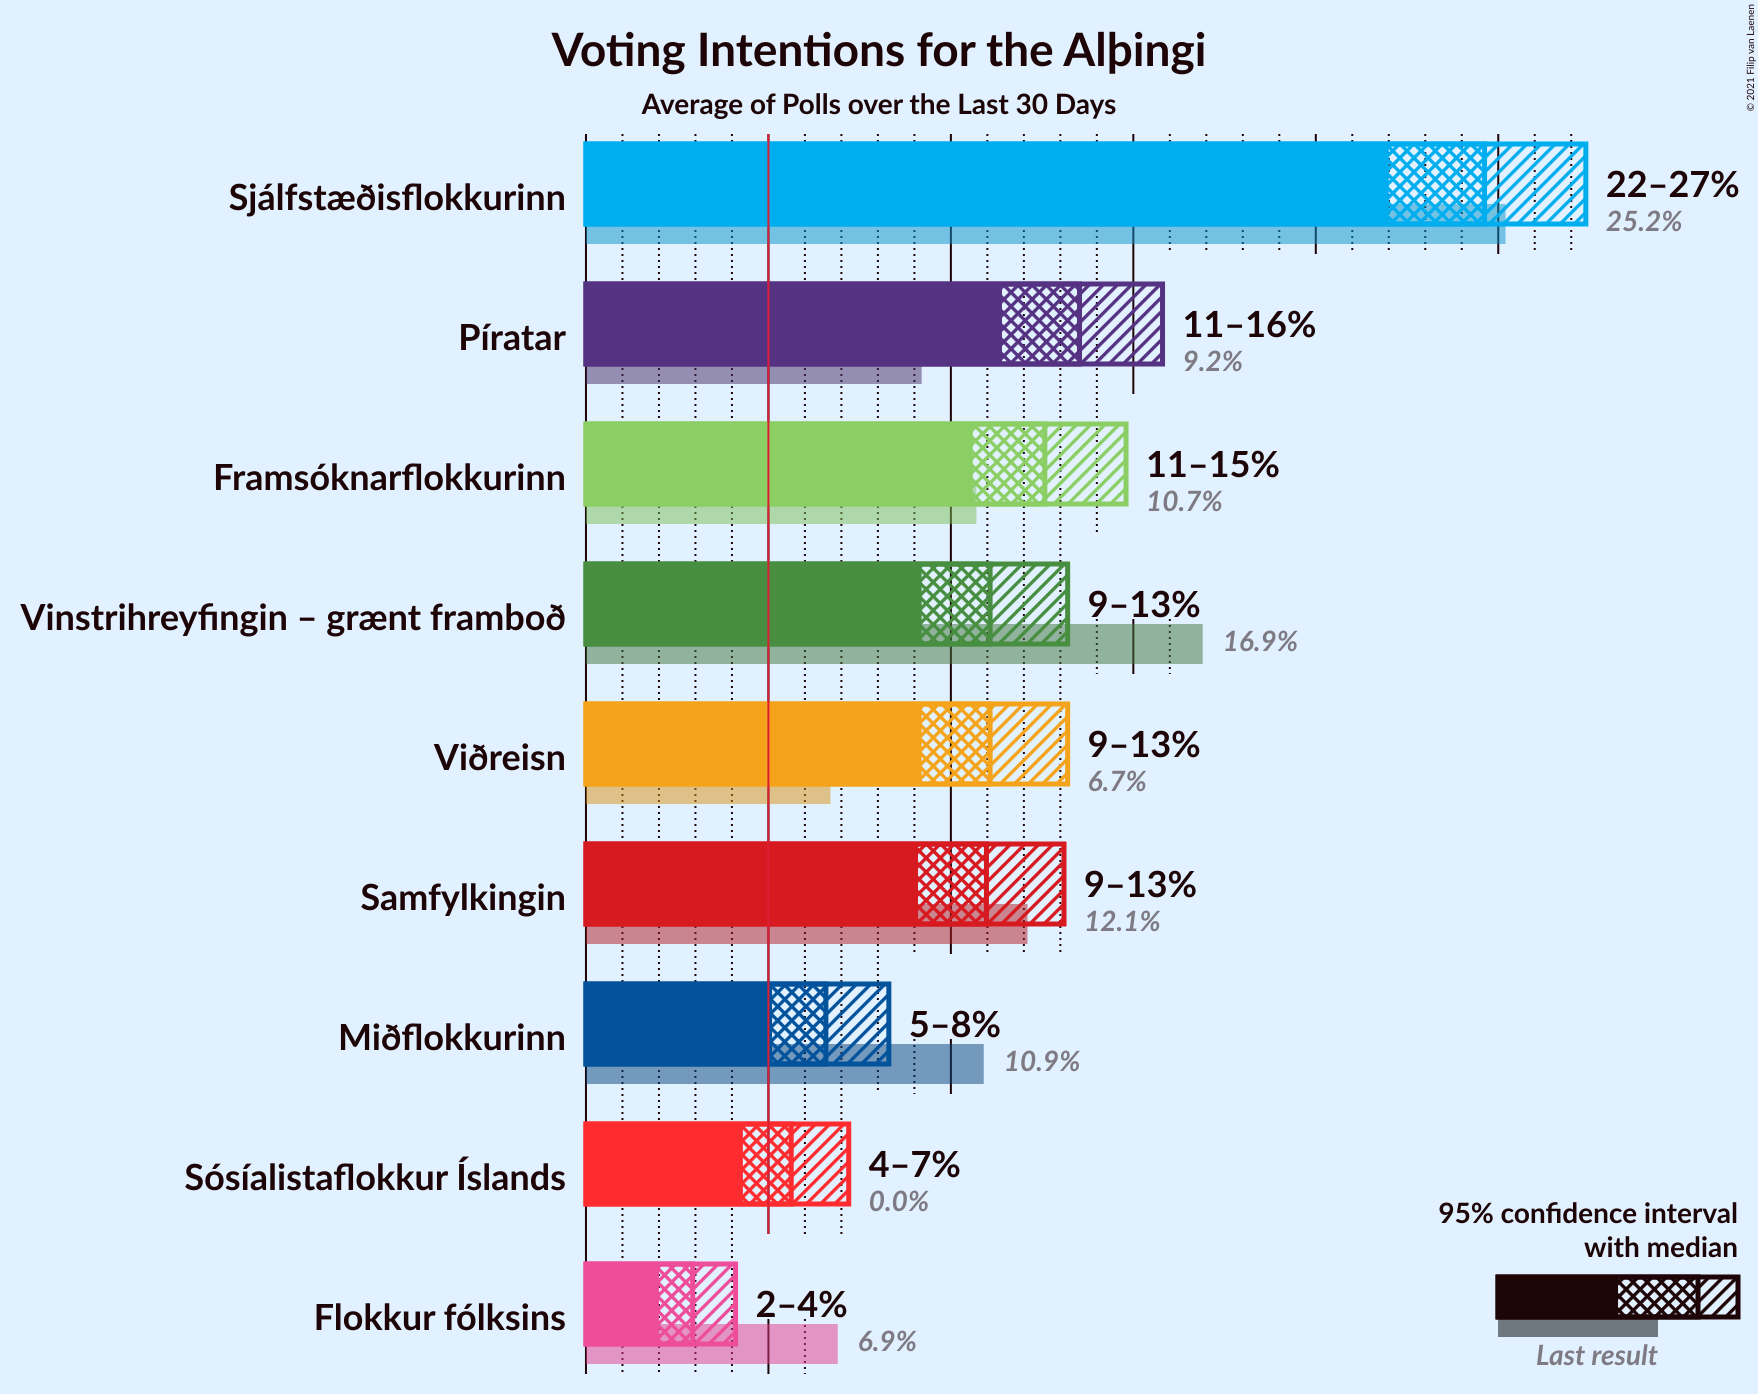 Voting Intentions for the Alþingi
Average of Polls over the Last 30 Days
© 2021 Filip van Laenen
Sjálfstæðisflokkurinn
22–27%
25.2%
Píratar
11–16%
9.2%
Framsóknarflokkurinn
11–15%
10.7%
Vinstrihreyfingin – grænt framboð
9–13%
16.9%
Viðreisn
9–13%
6.7%
Samfylkingin
9–13%
12.1%
Miðflokkurinn
5–8%
10.9%
Sósíalistaflokkur Íslands
4–7%
0.0%
Flokkur fólksins
2–4%
6.9%
95% confidence interval
with median
Last result